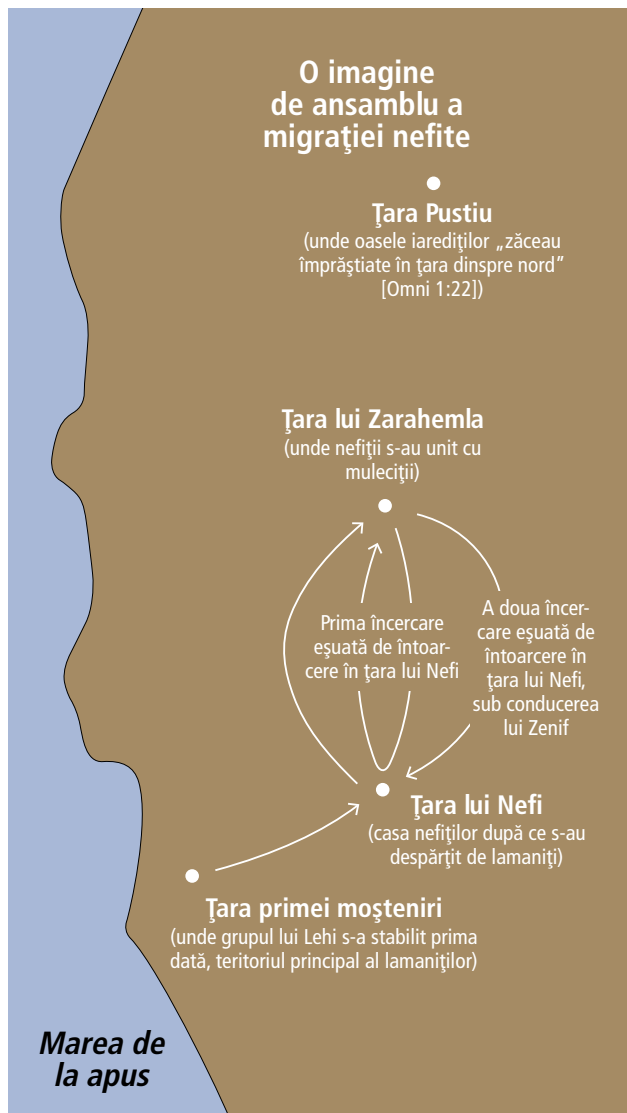 O imagine
de ansamblu a
migraţiei nefite
Ţara Pustiu
(unde oasele iarediţilor „zăceau
împrăştiate în ţara dinspre nord”
[Omni 1:22])
Ţara lui Zarahemla
(unde nefiţii s-au unit cu
muleciţii)
Prima încercare
eşuată de întoar-
cere în ţara lui Nefi
A doua încer-
care eşuată de
întoarcere în
ţara lui Nefi,
sub conducerea
lui Zenif
Ţara lui Nefi
(casa nefiţilor după ce s-au
despărţit de lamaniţi)
Ţara primei moşteniri
(unde grupul lui Lehi s-a stabilit prima
dată, teritoriul principal al lamaniţilor)
Marea de
la apus